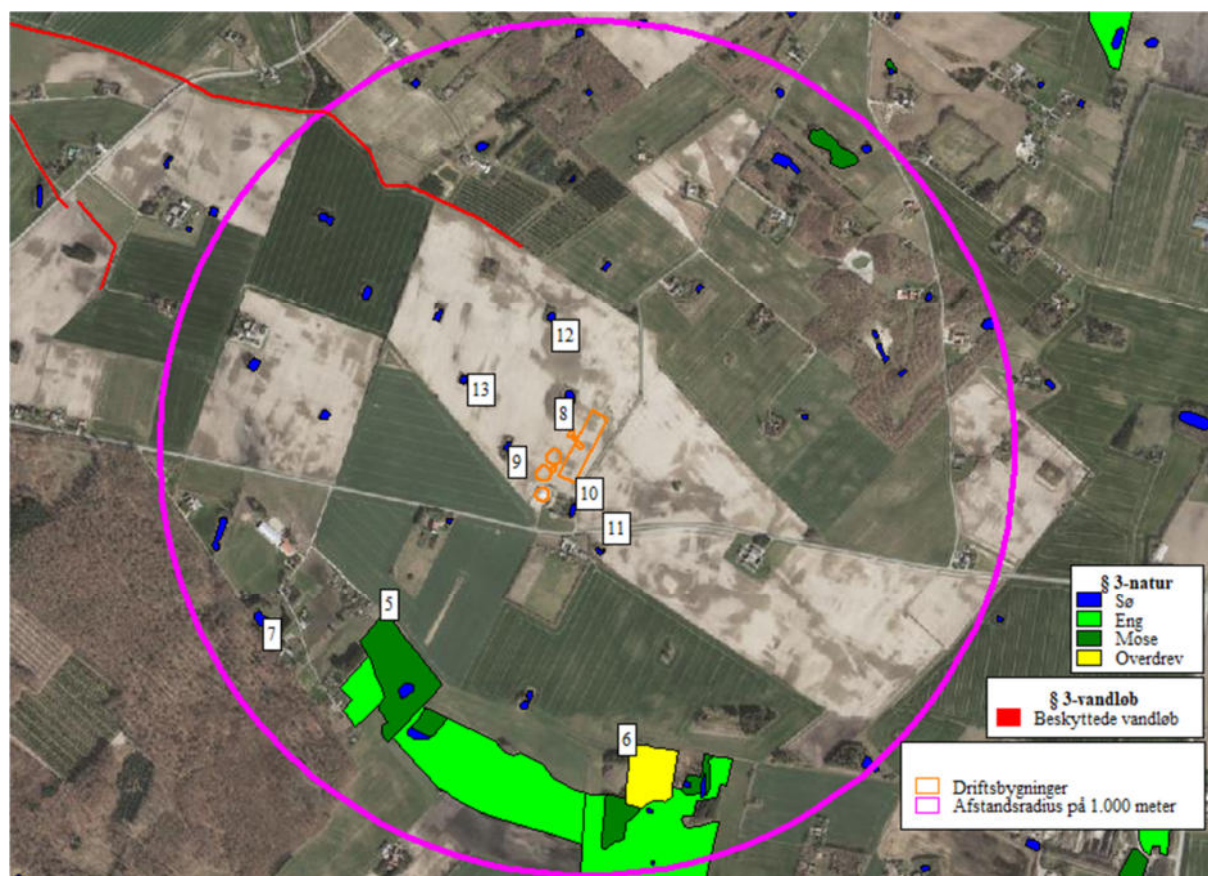 12
13
8
9
10
11
5
7
6
§ 3-natur
Sø
Eng
Mose
Overdrev
§ 3-vandløb
Beskyttede vandløb
Driftsbygninger
Afstandsradius på 1.000 meter